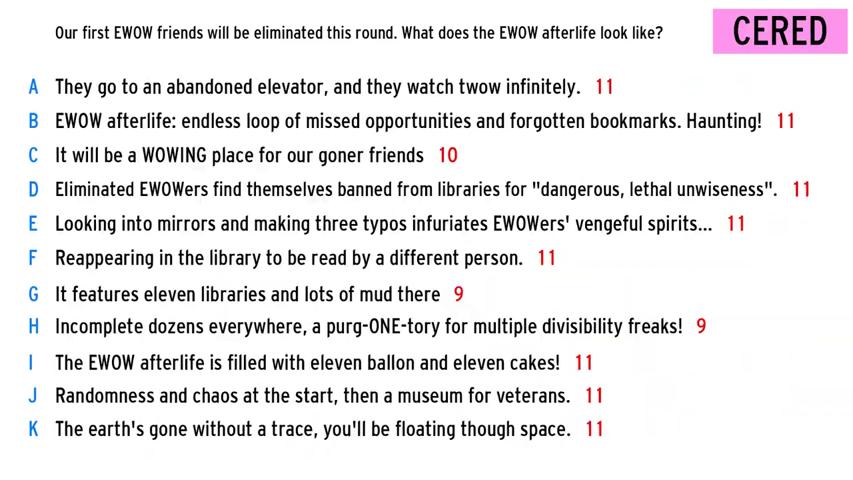 Our first EWOW friends will be eliminated this round. What does the EWOW afterlife look like?
CERED
A They go to an abandoned elevator, and they watch twow infinitely. 11
B EWOW afterlife: endless loop of missed opportunities and forgotten bookmarks. Haunting! 11
C It will be a WOWING place for our goner friends 10
D Eliminated EWOWers find themselves banned from libraries for "dangerous, lethal unwiseness". 11
E Looking into mirrors and making three typos infuriates EWOWers' vengeful spirits... 11
F Reappearing in the library to be read by a different person. 11
G It features eleven libraries and lots of mud there 9
H Incomplete dozens everywhere, a purg-ONE-tory for multiple divisibility freaks! 9
I The EWOW afterlife is filled with eleven ballon and eleven cakes! 11
J Randomness and chaos at the start, then a museum for veterans. 11
K The earth's gone without a trace, you'll be floating though space. 11